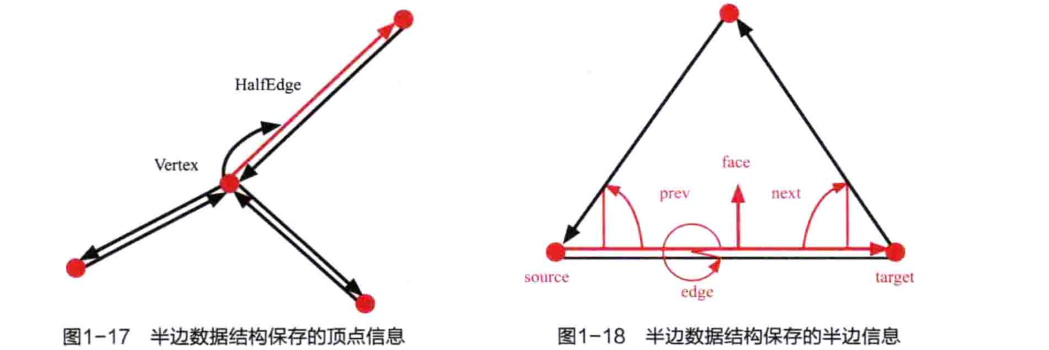 HalfEdge
Vertex
图1-17 半边数据结构保存的顶点信息
face
prev
next
source
edge
target
图1-18 半边数据结构保存的半边信息